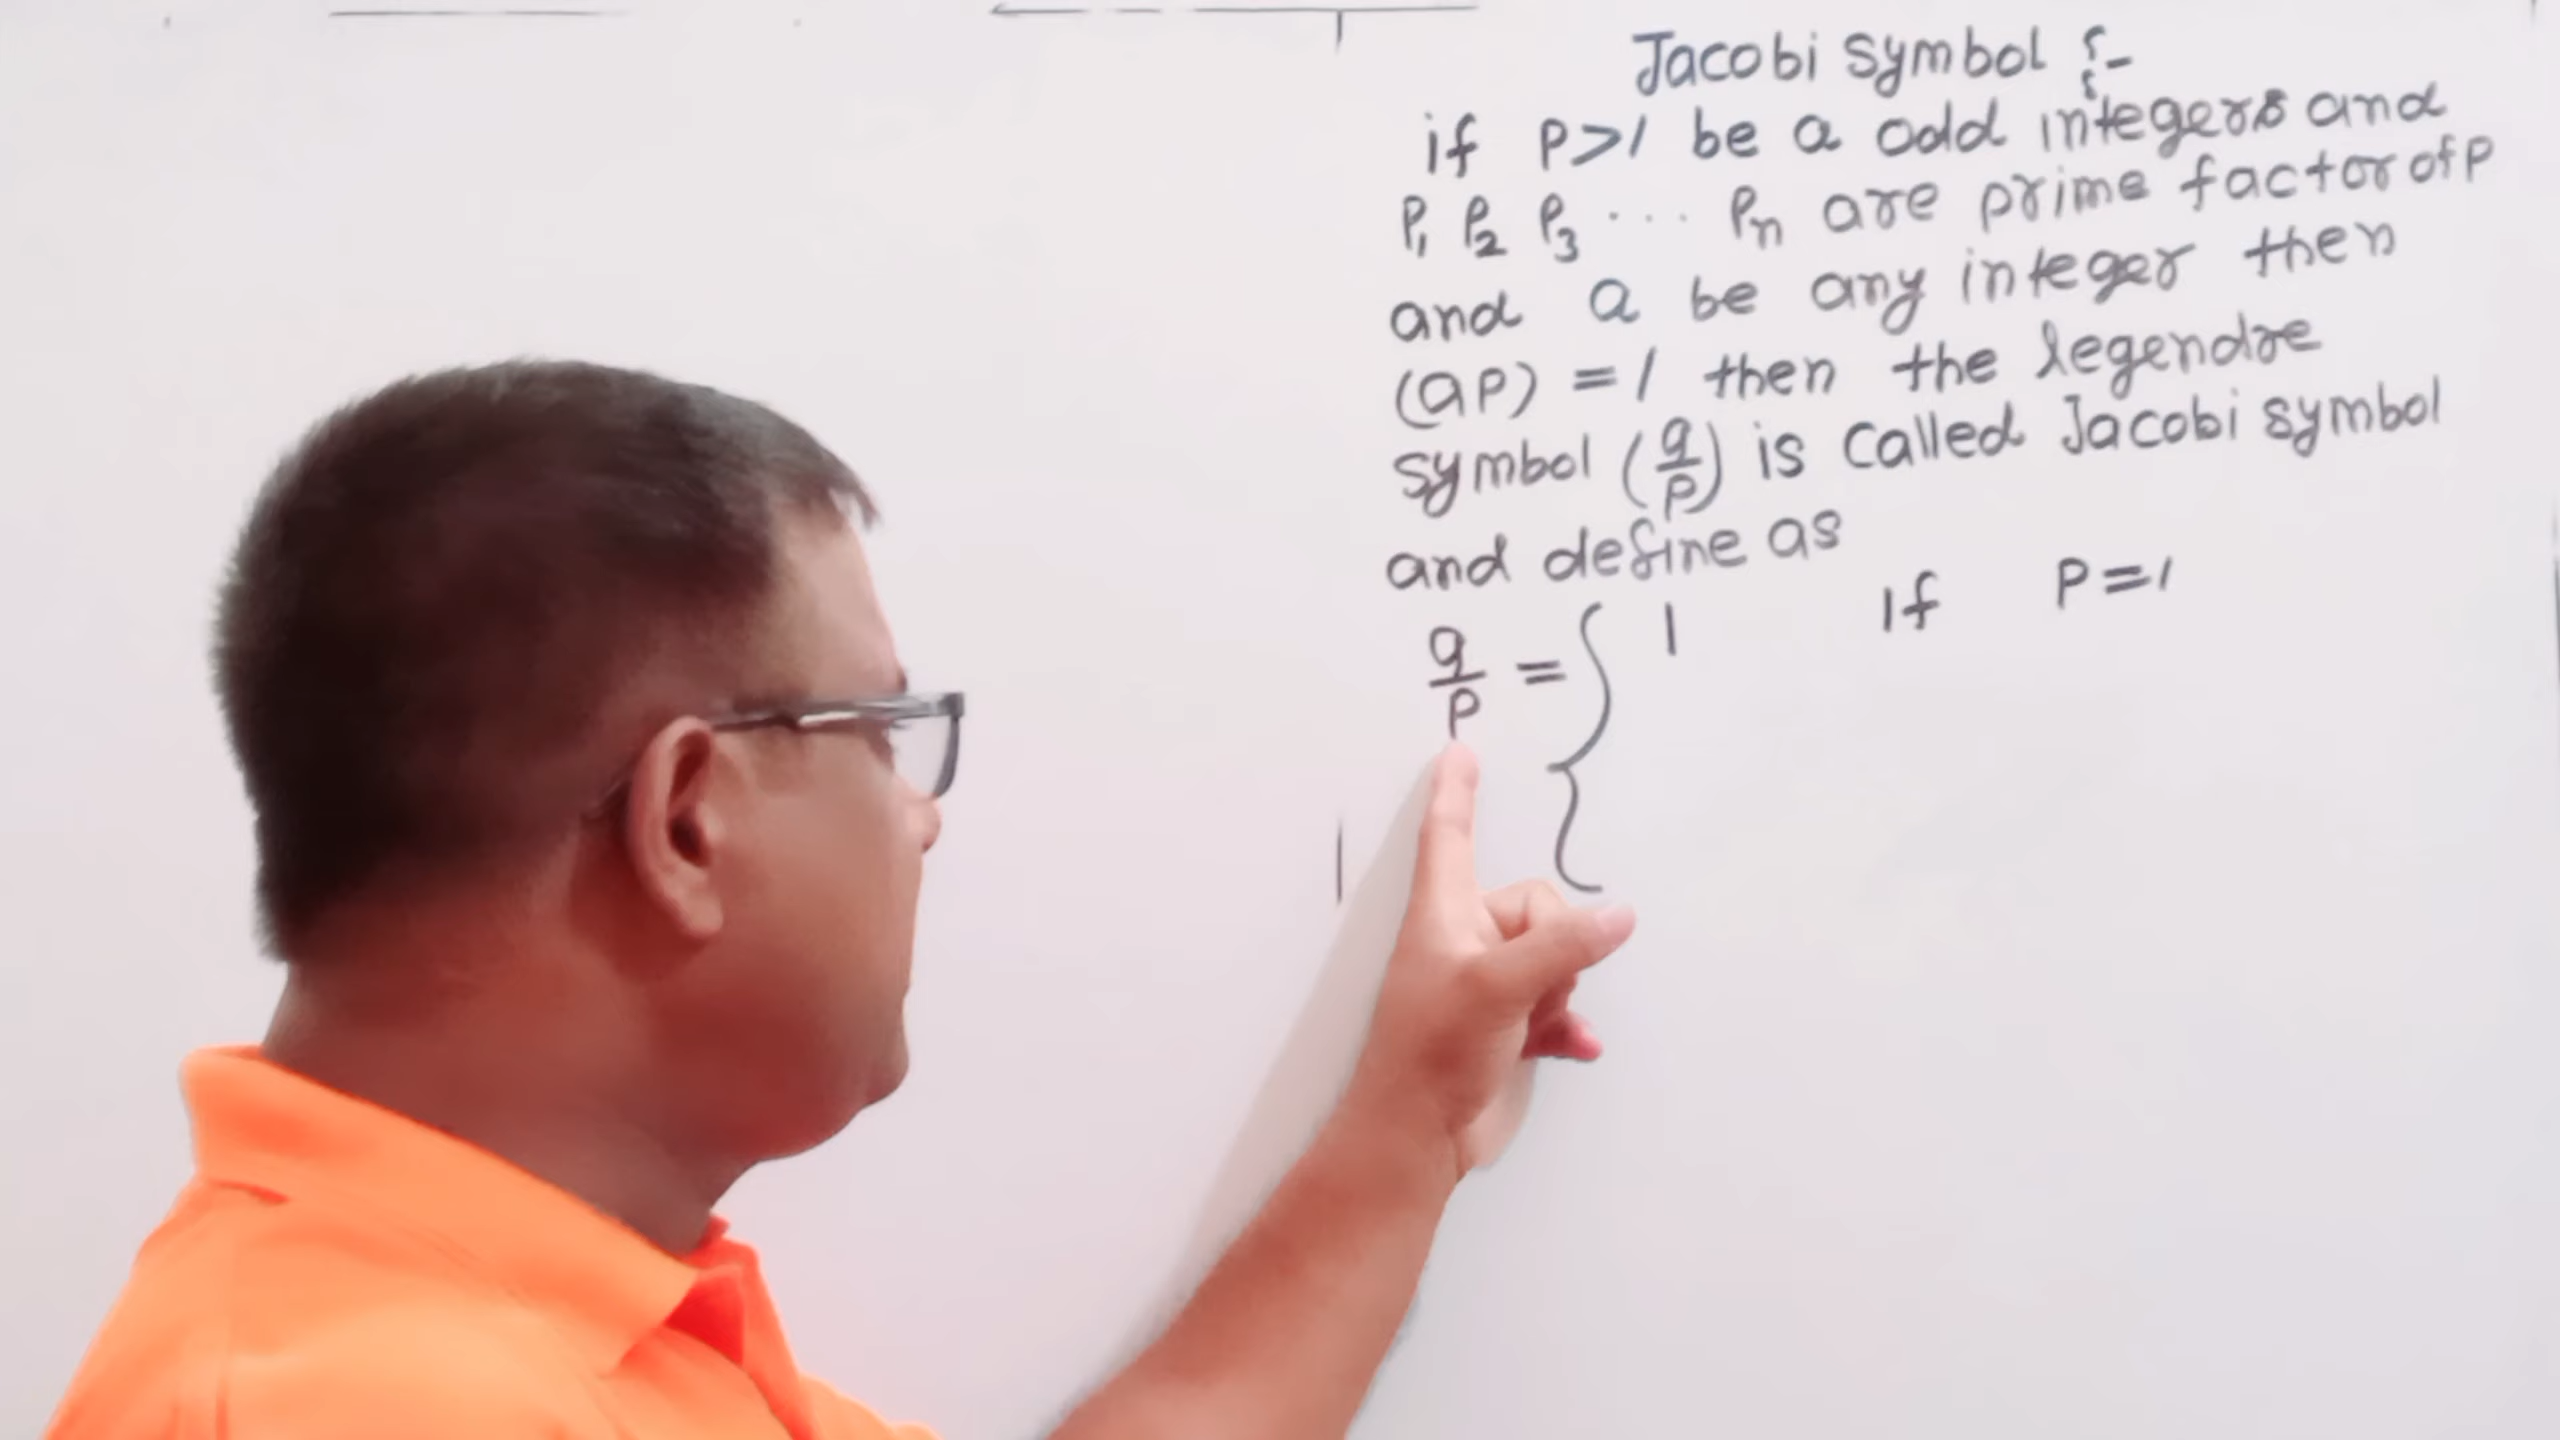 Jacobi Symbol :-
if P>1 be a odd integers and
P1 P2 P3 ... Pn are prime factor of P
and a be any integer then
(aP) = 1 then the legendre
symbol (a/P) is called Jacobi symbol
and define as
a/P = { 1 If P=1